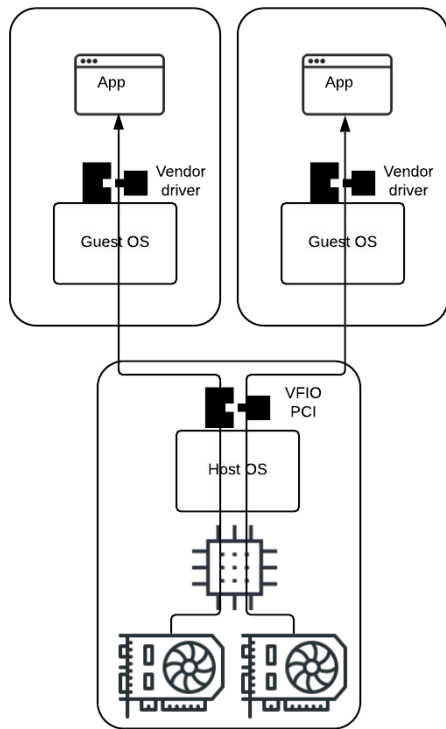 App
Vendor
driver
Guest OS
App
Vendor
driver
Guest OS
VFIO
PCI
Host OS